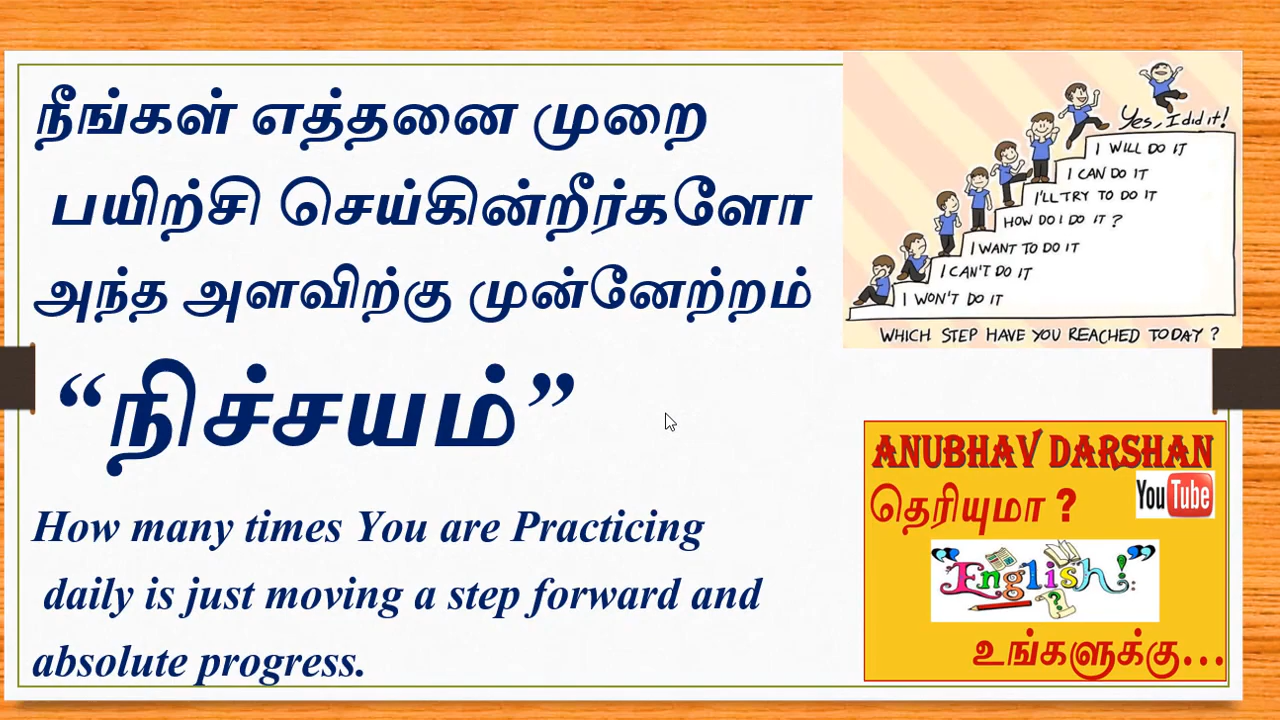 நீங்கள் எத்தனை முறை
பயிற்சி செய்கின்றீர்களோ
அந்த அளவிற்கு முன்னேற்றம்
“நிச்சயம்”
How many times You are Practicing
daily is just moving a step forward and
absolute progress.
Yes, I did it!
I WILL DO IT
I CAN DO IT
I'LL TRY TO DO IT
HOW DO I DO IT ?
I WANT TO DO IT
I CAN'T DO IT
I WON'T DO IT
WHICH STEP HAVE YOU REACHED TODAY ?
ANUBHAV DARSHAN
தெரியுமா ?
YouTube
“English!”
?
உங்களுக்கு...